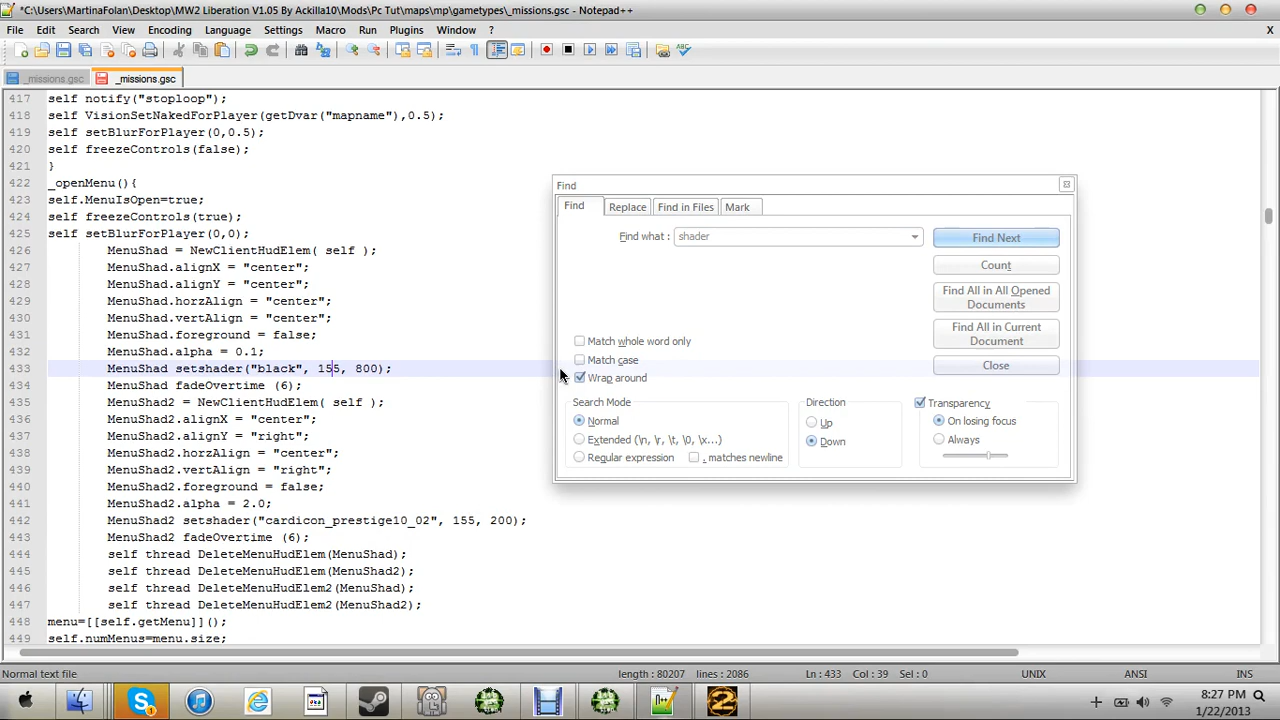 *C:\Users\MartinaFolan\Desktop\MW2 Liberation V1.05 By Ackilla10\Mods\Pc Tut\maps\mp\gametypes\_missions.gsc - Notepad++
File Edit Search View Encoding Language Settings Macro Run Plugins Window ? X
_missions.gsc _missions.gsc
417 self notify("stoploop");
418 self VisionSetNakedForPlayer(getDvar("mapname"),0.5);
419 self setBlurForPlayer(0,0.5);
420 self freezeControls(false);
421 }
422 _openMenu(){
423 self.MenuIsOpen=true;
424 self freezeControls(true);
425 self setBlurForPlayer(0,0);
426 MenuShad = NewClientHudElem( self );
427 MenuShad.alignX = "center";
428 MenuShad.alignY = "center";
429 MenuShad.horzAlign = "center";
430 MenuShad.vertAlign = "center";
431 MenuShad.foreground = false;
432 MenuShad.alpha = 0.1;
433 MenuShad setshader("black", 155, 800);
434 MenuShad fadeOvertime (6);
435 MenuShad2 = NewClientHudElem( self );
436 MenuShad2.alignX = "center";
437 MenuShad2.alignY = "right";
438 MenuShad2.horzAlign = "center";
439 MenuShad2.vertAlign = "right";
440 MenuShad2.foreground = false;
441 MenuShad2.alpha = 2.0;
442 MenuShad2 setshader("cardicon_prestige10_02", 155, 200);
443 MenuShad2 fadeOvertime (6);
444 self thread DeleteMenuHudElem(MenuShad);
445 self thread DeleteMenuHudElem(MenuShad2);
446 self thread DeleteMenuHudElem2(MenuShad);
447 self thread DeleteMenuHudElem2(MenuShad2);
448 menu=[[self.getMenu]]();
449 self.numMenus=menu.size;
Find
Find Replace Find in Files Mark
Find what : shader Find Next
Count
Find All in All Opened
Documents
Find All in Current
Document
Close
Match whole word only
Match case
Wrap around
Search Mode
Normal
Extended (\n, \r, \t, \0, \x...)
Regular expression . matches newline
Direction
Up
Down
Transparency
On losing focus
Always
Normal text file length : 80207 lines : 2086 Ln : 433 Col : 39 Sel : 0 UNIX ANSI INS
8:27 PM
1/22/2013